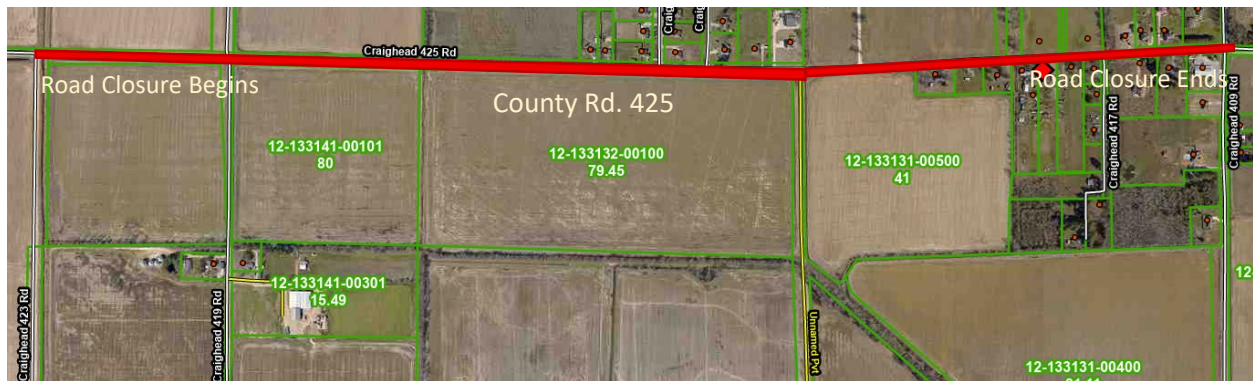 Craighead 425 Rd
Road Closure Begins
County Rd. 425
Road Closure Ends
12-133141-00101
80
12-133132-00100
79.45
12-133131-00500
41
Craighead 417 Rd
Craighead 409 Rd
12-133141-00301
15.49
Craighead 423 Rd
Craighead 419 Rd
Unnamed Pvt
12-133131-00400
12-